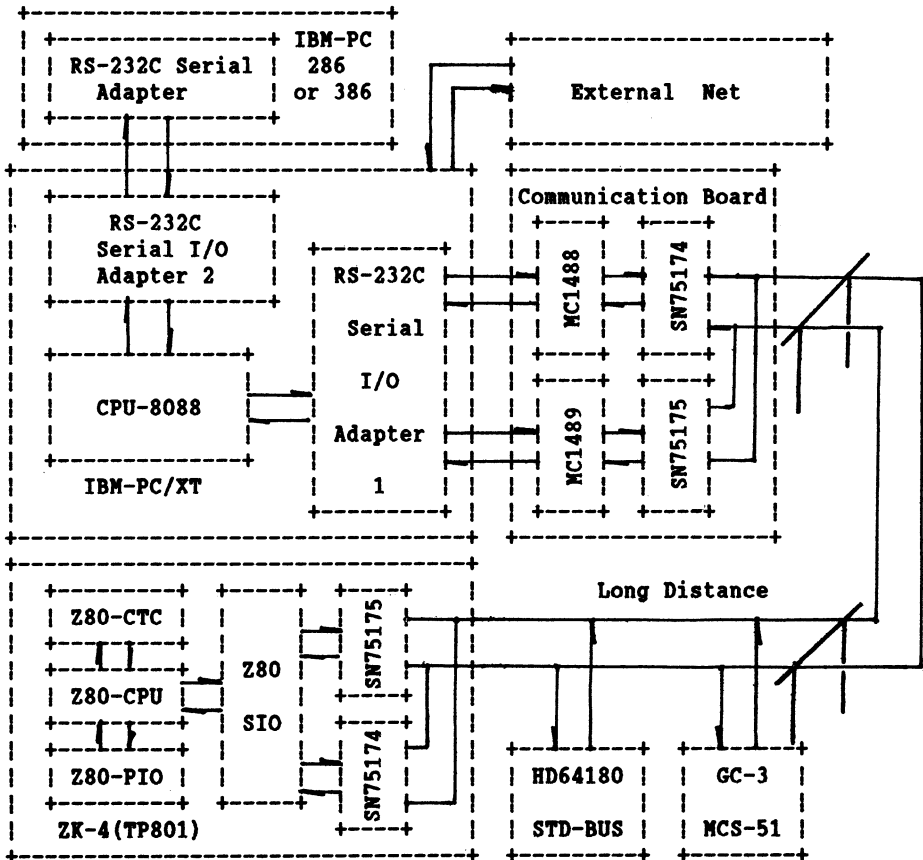 IBM-PC
286
or 386
RS-232C Serial
Adapter
External Net
RS-232C
Serial I/O
Adapter 2
CPU-8088
IBM-PC/XT
RS-232C
Serial
I/O
Adapter
1
Communication Board
MC1488
SN75174
MC1489
SN75175
Long Distance
Z80-CTC
Z80-CPU
Z80-PIO
ZK-4(TP801)
Z80
SIO
SN75175
SN75174
HD64180
STD-BUS
GC-3
MCS-51